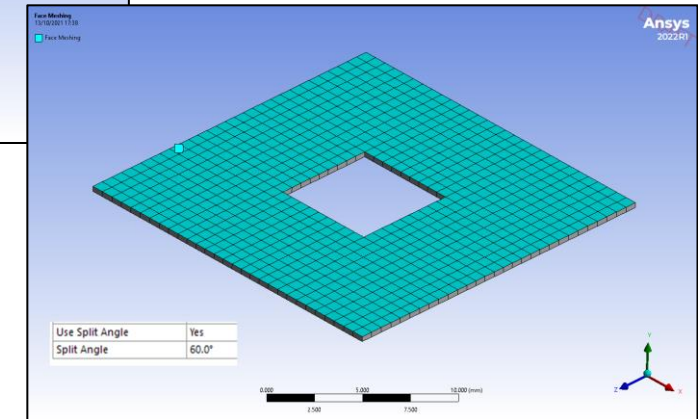 Face Meshing
13/10/2021 17:30
Face Meshing
Ansys
2022R1
Use Split Angle Yes
Split Angle 60.0°
0.000 5.000 10.000 (mm)
2.500 7.500
Y
Z X